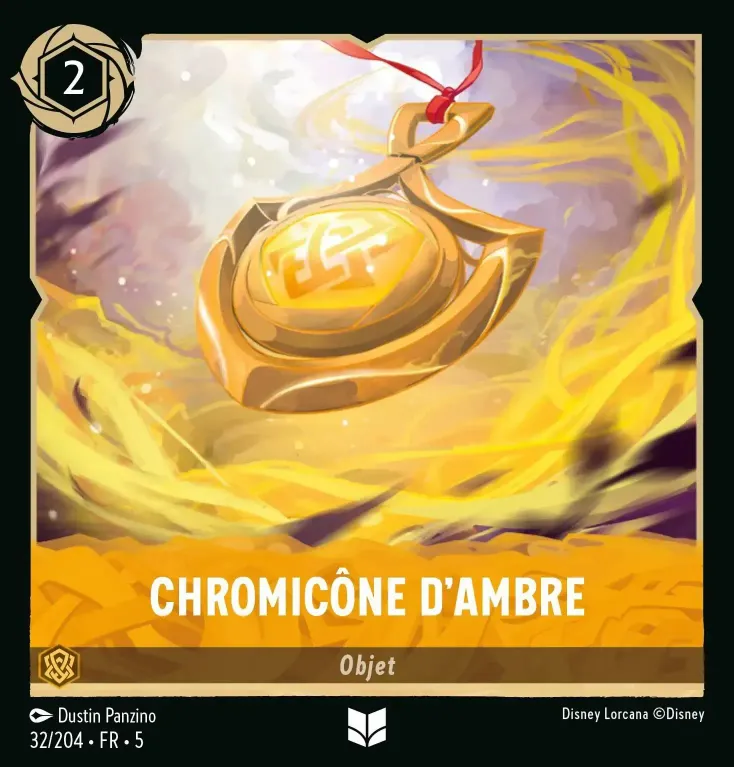 2
CHROMICÔNE D'AMBRE
Objet
Dustin Panzino
Disney Lorcana ©Disney
32/204 • FR • 5